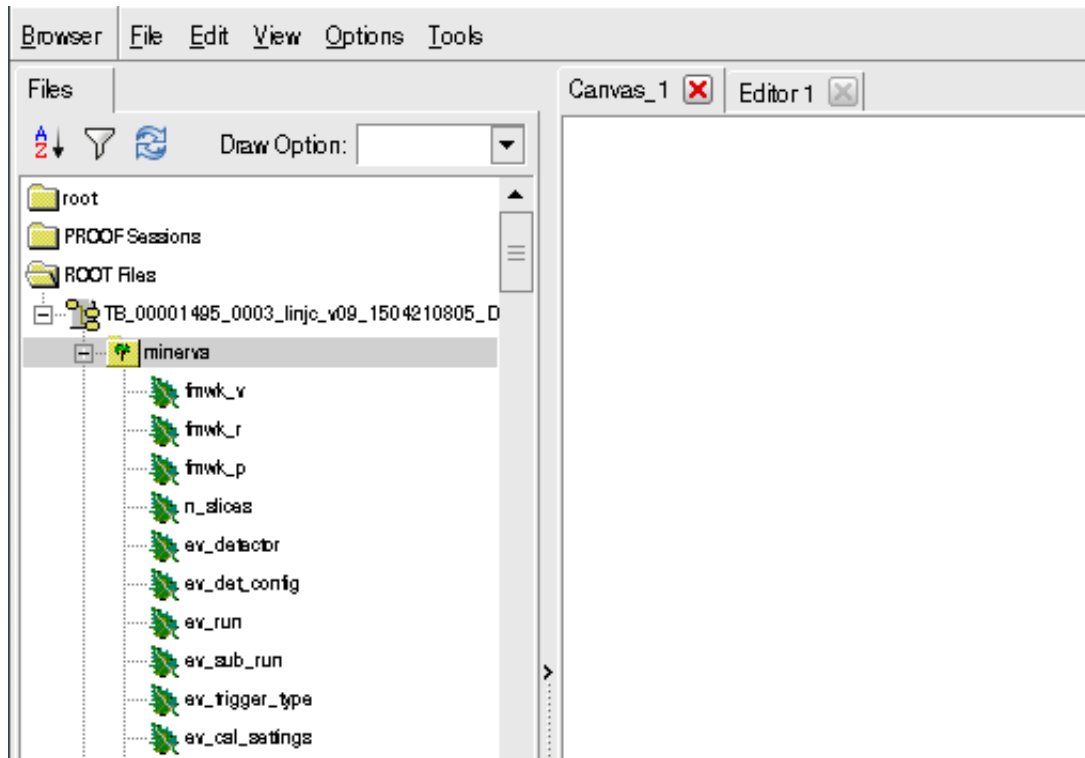 Browser File Edit View Options Tools
Files
Canvas_1 Editor 1
A Z Draw Option:
root
PROOF Sessions
ROOT Files
TB_00001495_0003_linjc_v09_1504210805_D
minerva
fmwk_v
fmwk_r
fmwk_p
n_slices
ev_detector
ev_det_config
ev_run
ev_sub_run
ev_trigger_type
ev_cal_settings